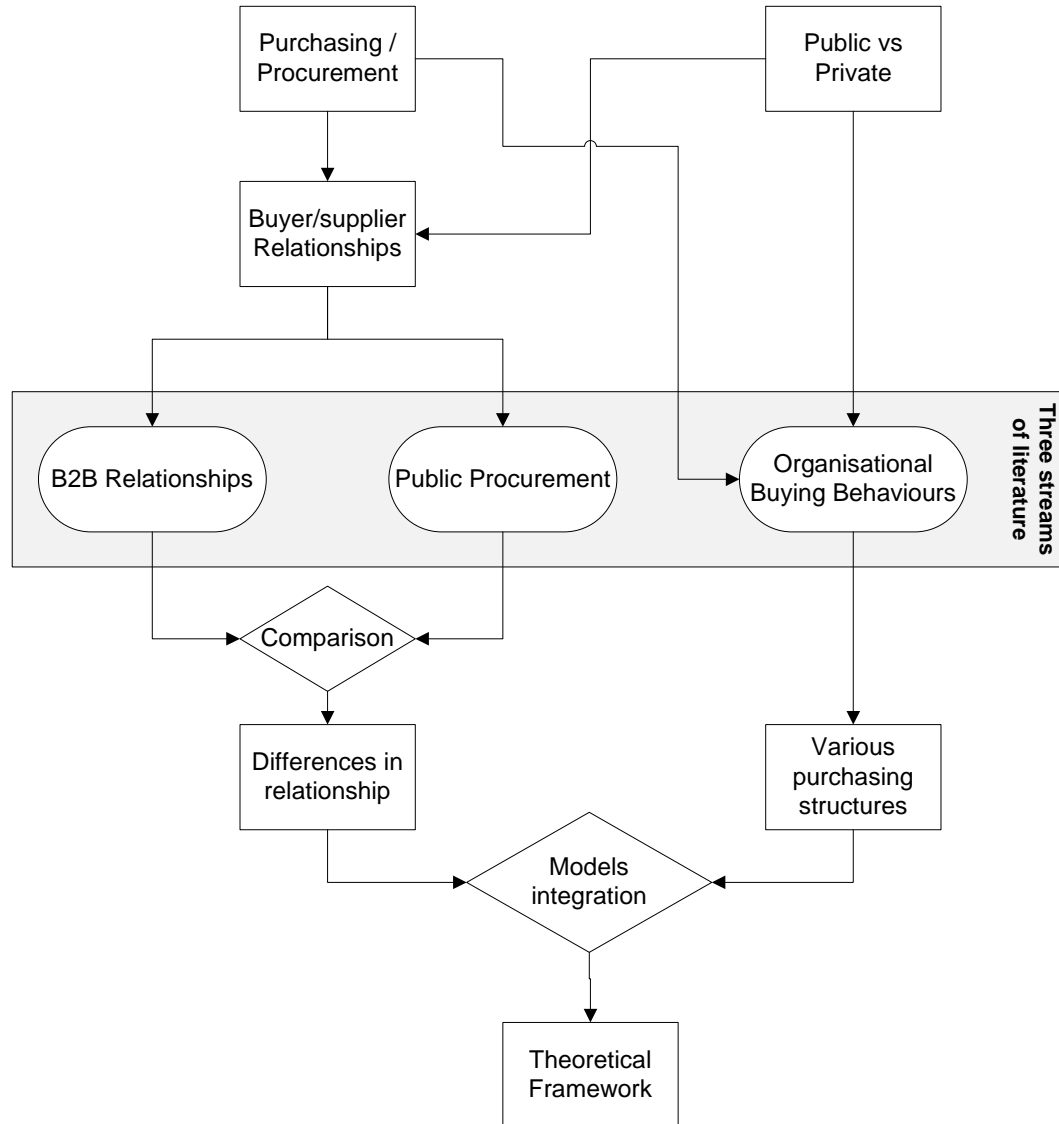 Purchasing /
Procurement
Public vs
Private
Buyer/supplier
Relationships
Three streams
of literature
B2B Relationships
Public Procurement
Organisational
Buying Behaviours
Comparison
Differences in
relationship
Various
purchasing
structures
Models
integration
Theoretical
Framework